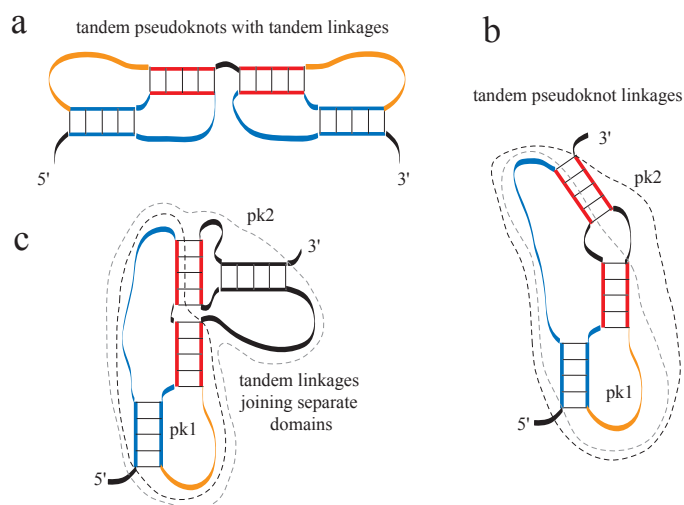 a
tandem pseudoknots with tandem linkages
5'
3'
b
tandem pseudoknot linkages
3'
pk2
pk1
5'
c
pk2
3'
tandem linkages
joining separate
domains
pk1
5'